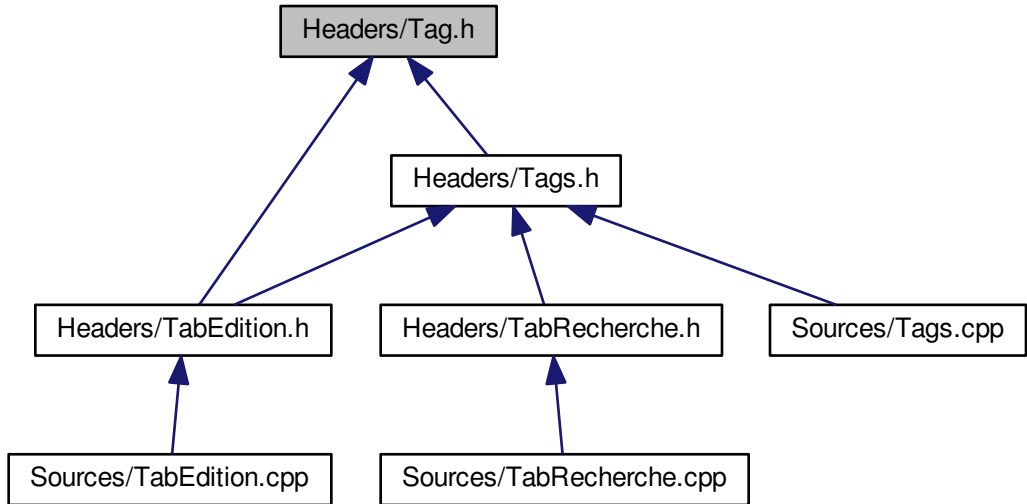 Headers/Tag.h
Headers/Tags.h
Headers/TabEdition.h
Headers/TabRecherche.h
Sources/Tags.cpp
Sources/TabEdition.cpp
Sources/TabRecherche.cpp